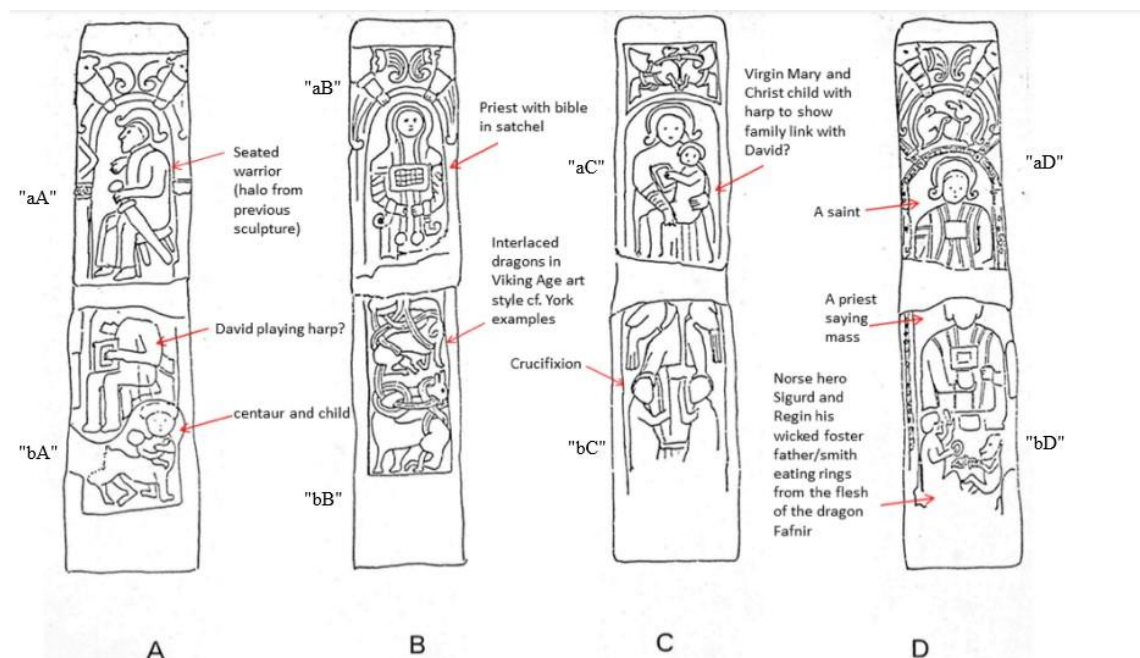 "aA"
Seated
warrior
(halo from
previous
sculpture)
David playing harp?
centaur and child
"bA"
A
"aB"
Priest with bible
in satchel
Interlaced
dragons in
Viking Age art
style cf. York
examples
"bB"
B
"aC"
Virgin Mary and
Christ child with
harp to show
family link with
David?
Crucifixion
"bC"
C
"aD"
A saint
A priest
saying
mass
Norse hero
Sigurd and
Regin his
wicked foster
father/smith
eating rings
from the flesh
of the dragon
Fafnir
"bD"
D